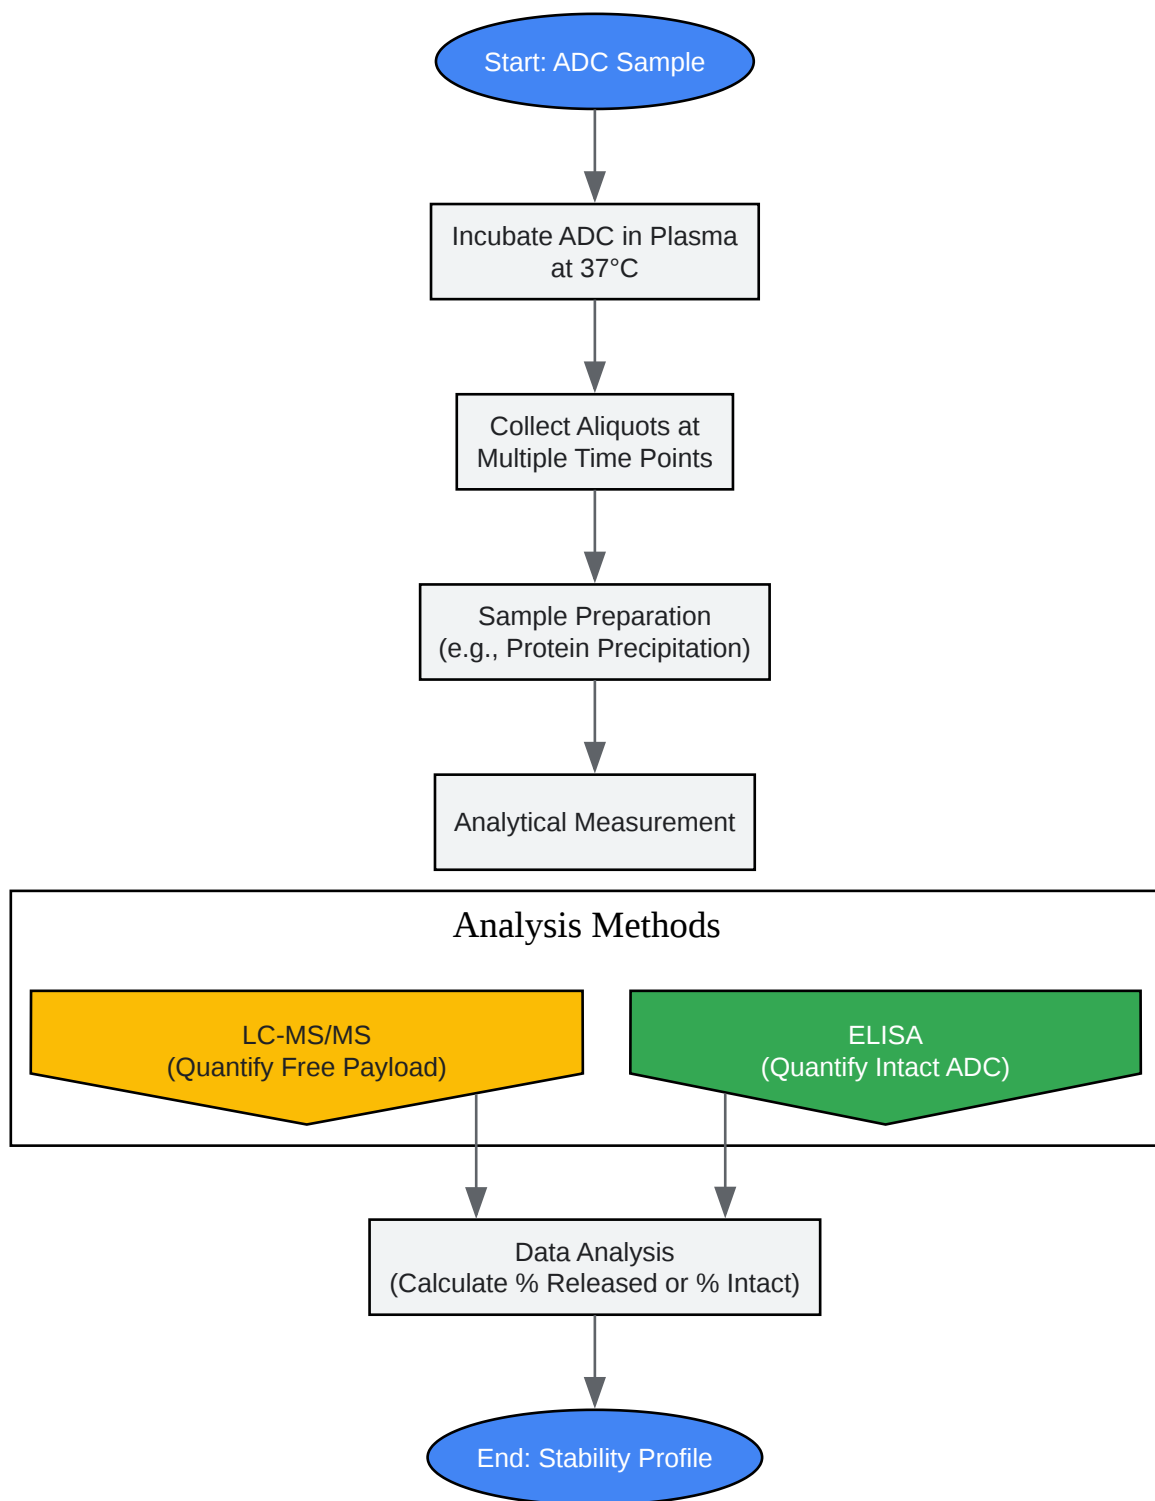 Start: ADC Sample
Incubate ADC in Plasma
at 37°C
Collect Aliquots at
Multiple Time Points
Sample Preparation
(e.g., Protein Precipitation)
Analytical Measurement
Analysis Methods
LC-MS/MS
(Quantify Free Payload)
ELISA
(Quantify Intact ADC)
Data Analysis
(Calculate % Released or % Intact)
End: Stability Profile